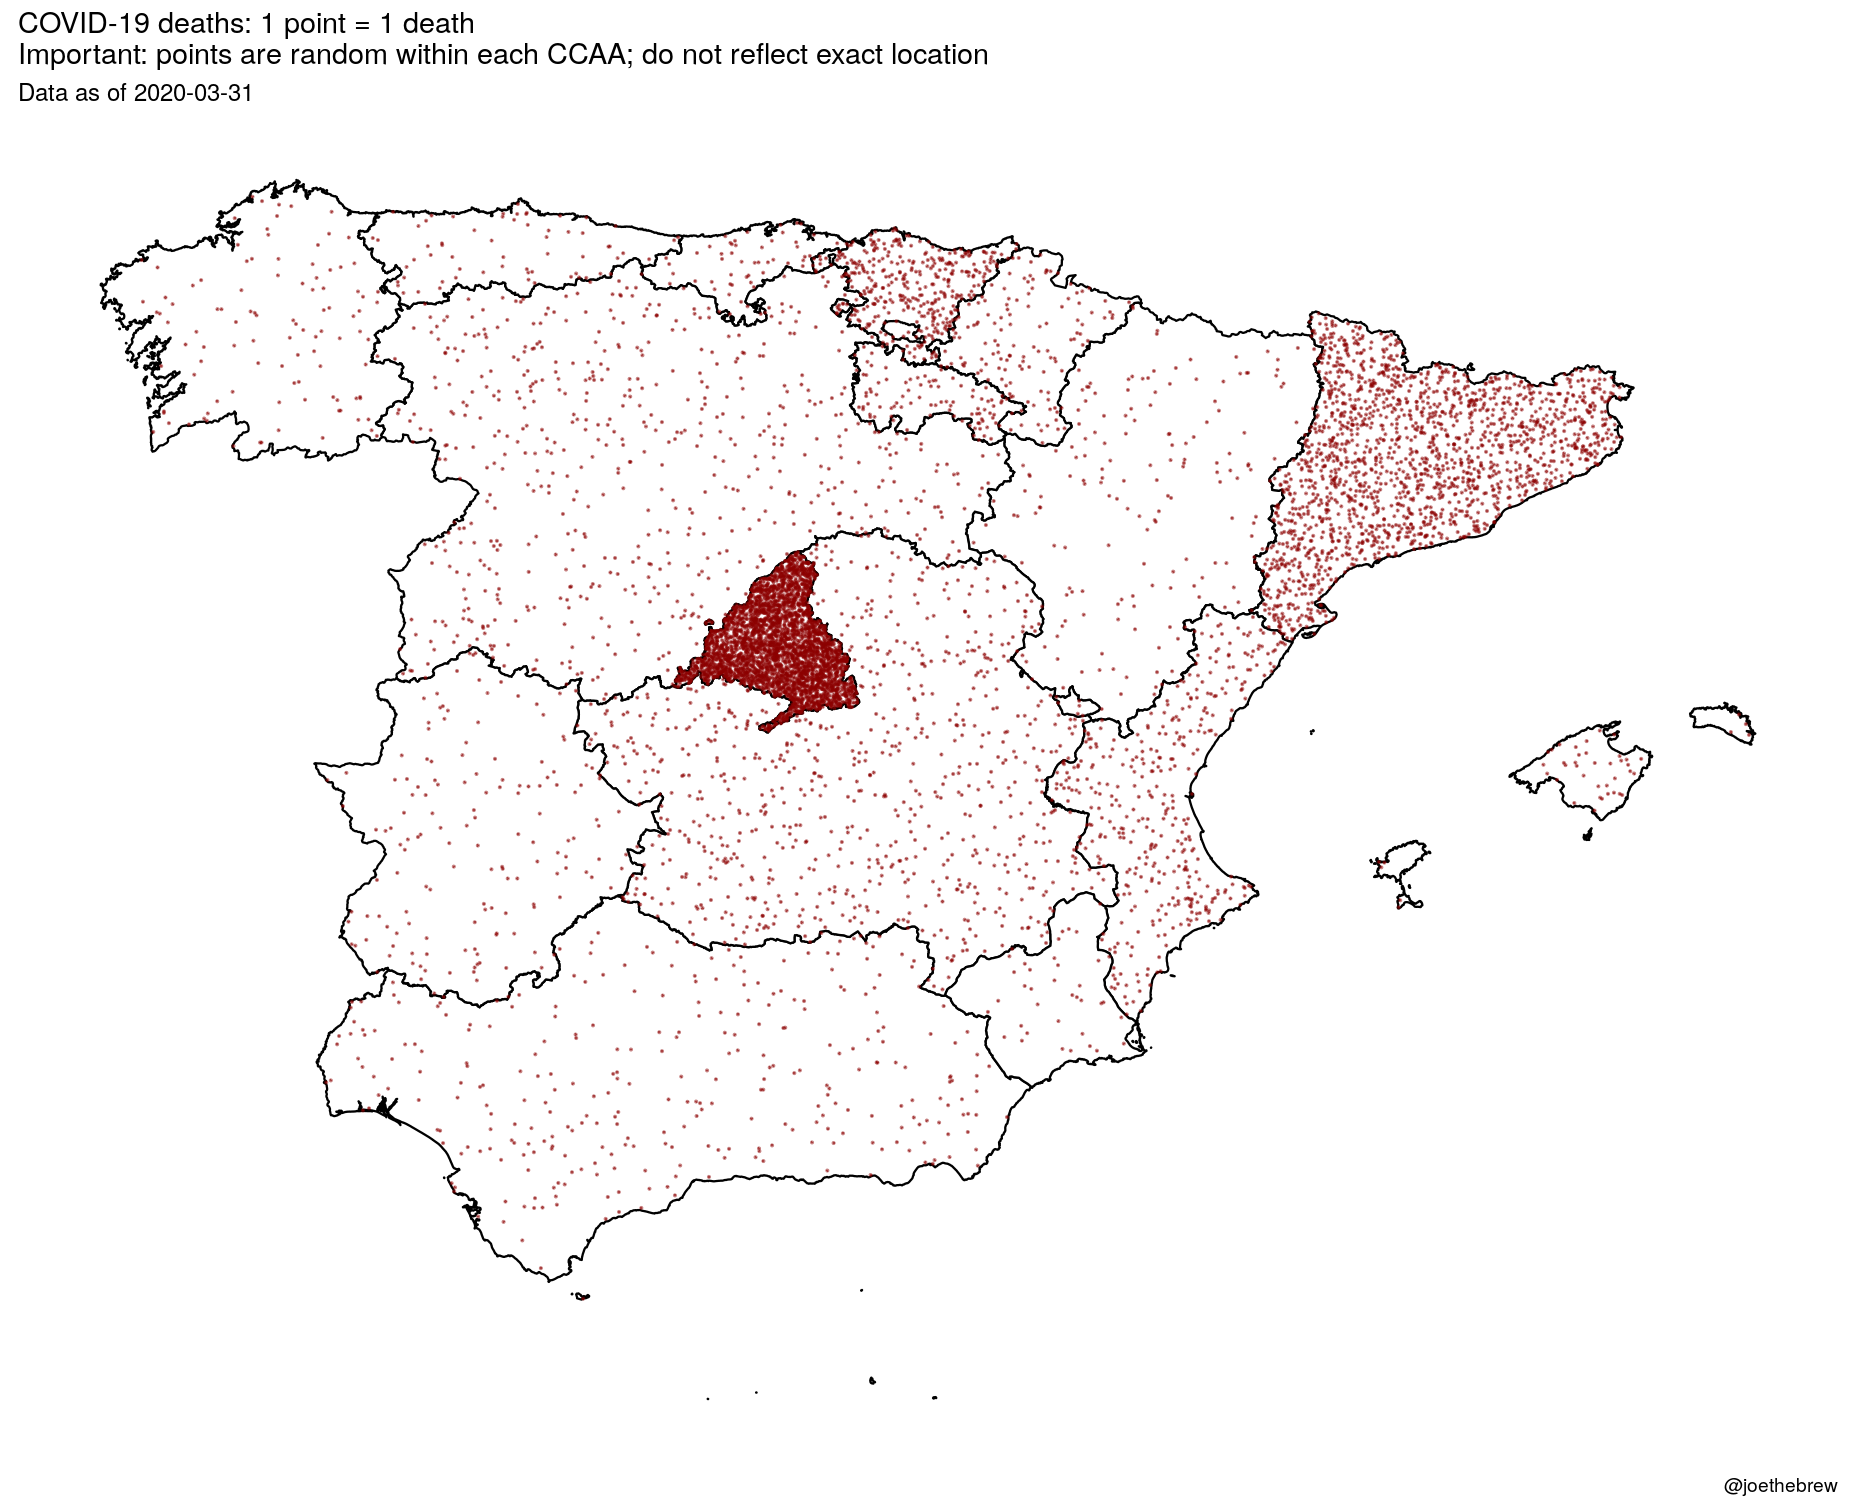 COVID-19 deaths: 1 point = 1 death
Important: points are random within each CCAA; do not reflect exact location
Data as of 2020-03-31
@joethebrew